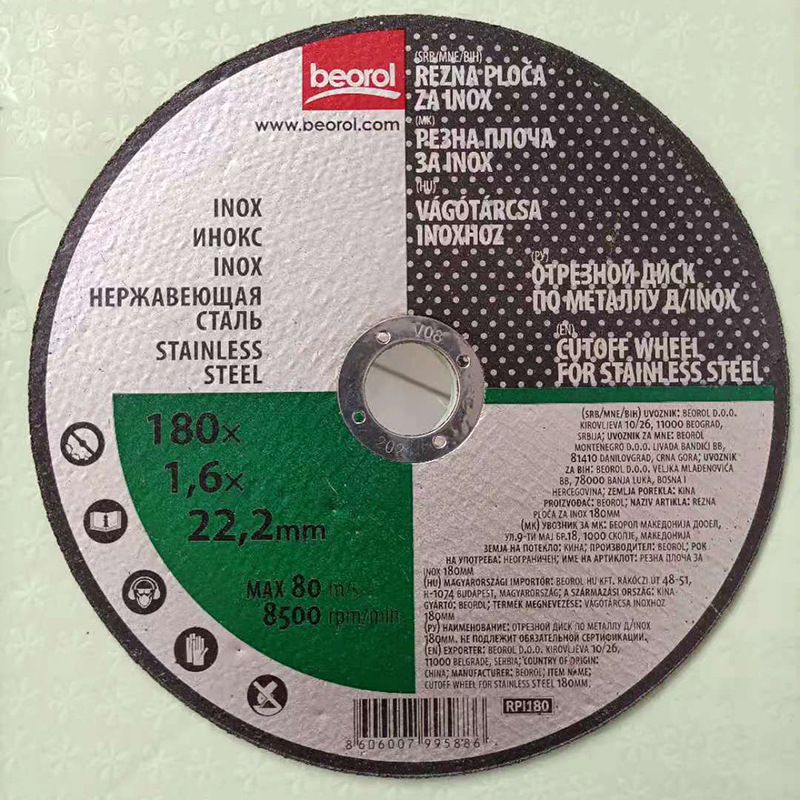 beorol
www.beorol.com
(SRB/MNE/BIH)
REZNA PLOČA
ZA INOX
(MK)
РЕЗНА ПЛОЧА
ЗА INOX
(HU)
VÁGÓTÁRCSA
INOXHOZ
(РУ)
ОТРЕЗНОЙ ДИСК
ПО МЕТАЛЛУ Д/INOX
(EN)
CUTOFF WHEEL
FOR STAINLESS STEEL
INOX
ИНОКС
INOX
НЕРЖАВЕЮЩАЯ
СТАЛЬ
STAINLESS
STEEL
V08
180x
1,6x
22,2mm
MAX 80 m/s
8500 rpm/min
(SRB/MNE/BIH) UVOZNIK: BEOROL D.O.O.
KIROVLJEVA 10/26, 11000 BEOGRAD,
SRBIJA; UVOZNIK ZA MNE: BEOROL
MONTENEGRO D.O.O. LIVADA BANDIĆI BB,
81410 DANILOVGRAD, CRNA GORA; UVOZNIK
ZA BIH: BEOROL D.O.O. VELJKA MLAĐENOVIĆA
BB, 78000 BANJA LUKA, BOSNA I
HERCEGOVINA; ZEMLJA POREKLA: KINA
PROIZVOĐAČ: BEOROL; NAZIV ARTIKLA: REZNA
PLOČA ZA INOX 180MM
(МК) УВОЗНИК ЗА МК: БЕОРОЛ МАКЕДОНИЈА ДООЕЛ,
УЛ.9-ТИ МАЈ БР.18, 1000 СКОПЈЕ, МАКЕДОНИЈА
ЗЕМЈА НА ПОТЕКЛО: КИНА; ПРОИЗВОДИТЕЛ: BEOROL; РОК
НА УПОТРЕБА: НЕОГРАНИЧЕН; ИМЕ НА АРТИКЛОТ: РЕЗНА ПЛОЧА ЗА
INOX 180MM
(HU) MAGYARORSZÁGI IMPORTŐR: BEOROL HU KFT. RÁKÓCZI ÚT 48-51,
H-1074 BUDAPEST, MAGYARORSZÁG; A SZÁRMAZÁSI ORSZÁG: KINA
GYÁRTÓ: BEOROL; TERMÉK MEGNEVEZÉSE: VÁGÓTÁRCSA INOXHOZ
180MM
(РУ) НАИМЕНОВАНИЕ: ОТРЕЗНОЙ ДИСК ПО МЕТАЛЛУ Д/INOX
180ММ. НЕ ПОДЛЕЖИТ ОБЯЗАТЕЛЬНОЙ СЕРТИФИКАЦИИ.
(EN) EXPORTER: BEOROL D.O.O. KIROVLJEVA 10/26,
11000 BELGRADE, SERBIA; COUNTRY OF ORIGIN:
CHINA; MANUFACTURER: BEOROL; ITEM NAME;
CUTOFF WHEEL FOR STAINLESS STEEL 180MM
RPI180
8606007995886